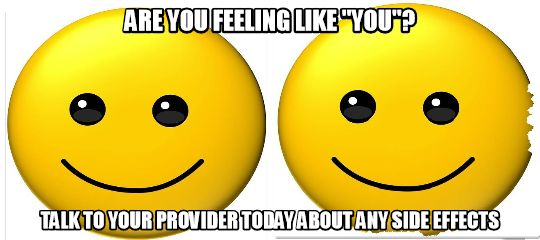 ARE YOU FEELING LIKE "YOU"?
TALK TO YOUR PROVIDER TODAY ABOUT ANY SIDE EFFECTS